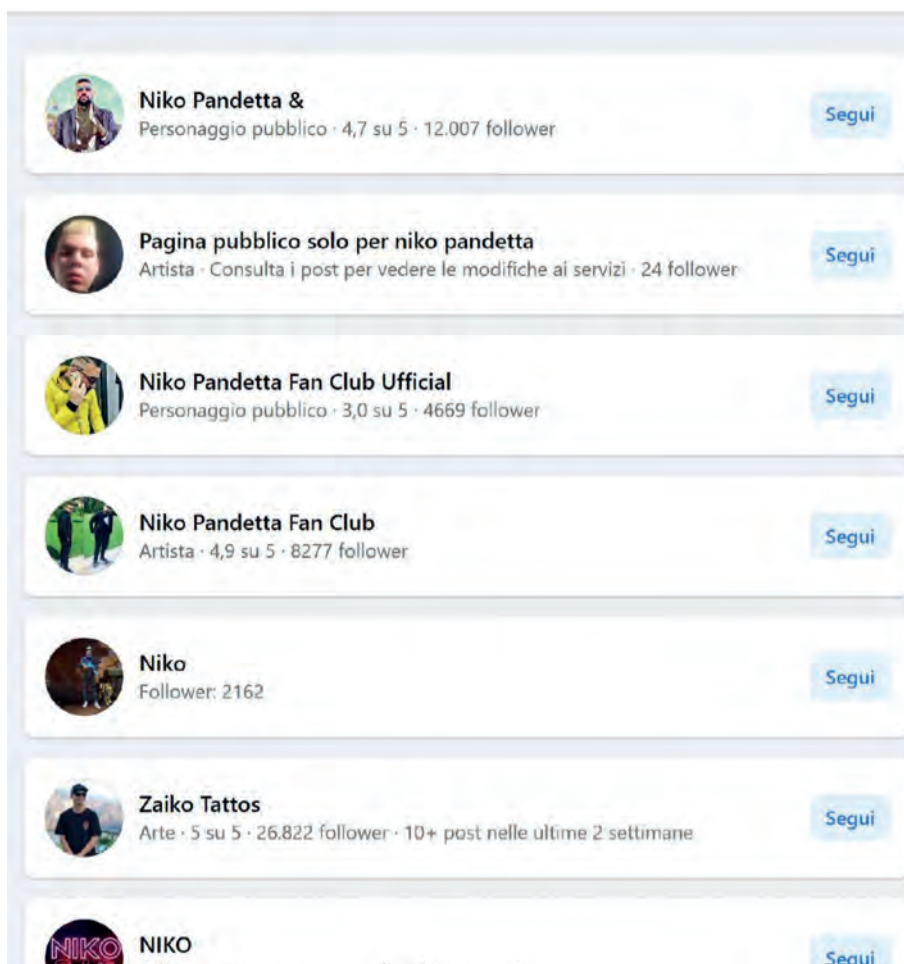 Niko Pandetta &
Personaggio pubblico · 4,7 su 5 · 12.007 follower
Segui
Pagina pubblico solo per niko pandetta
Artista · Consulta i post per vedere le modifiche ai servizi · 24 follower
Segui
Niko Pandetta Fan Club Ufficial
Personaggio pubblico · 3,0 su 5 · 4669 follower
Segui
Niko Pandetta Fan Club
Artista · 4,9 su 5 · 8277 follower
Segui
Niko
Follower: 2162
Segui
Zaiko Tattos
Arte · 5 su 5 · 26.822 follower · 10+ post nelle ultime 2 settimane
Segui
NIKO
NIKO
Segui